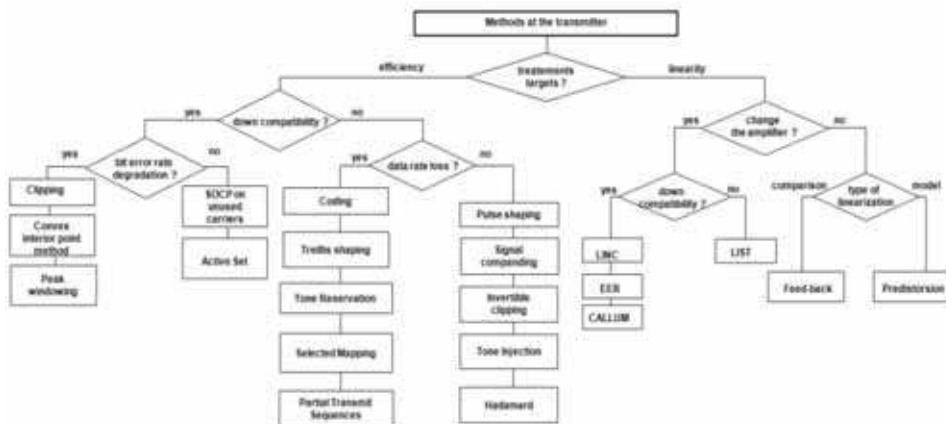 Methods at the transmitter
efficiency
treatements
targets ?
linearity
yes
down compatibility ?
no
yes
change
the amplifier ?
no
yes
bit error rate
degradation ?
no
yes
data rate loss ?
no
yes
down
compatibility ?
no
comparison
type of
linearization
model
Clipping
SOCP on
unused
carriers
Coding
Pulse shaping
Convex
interior point
method
Active Set
Trellis shaping
Signal
companding
LINC
LIST
Peak
windowing
Tone Reservation
Invertible
clipping
EER
Feed-back
Predistorsion
CALLUM
Selected Mapping
Tone Injection
Partial Transmit
Sequences
Hadamard